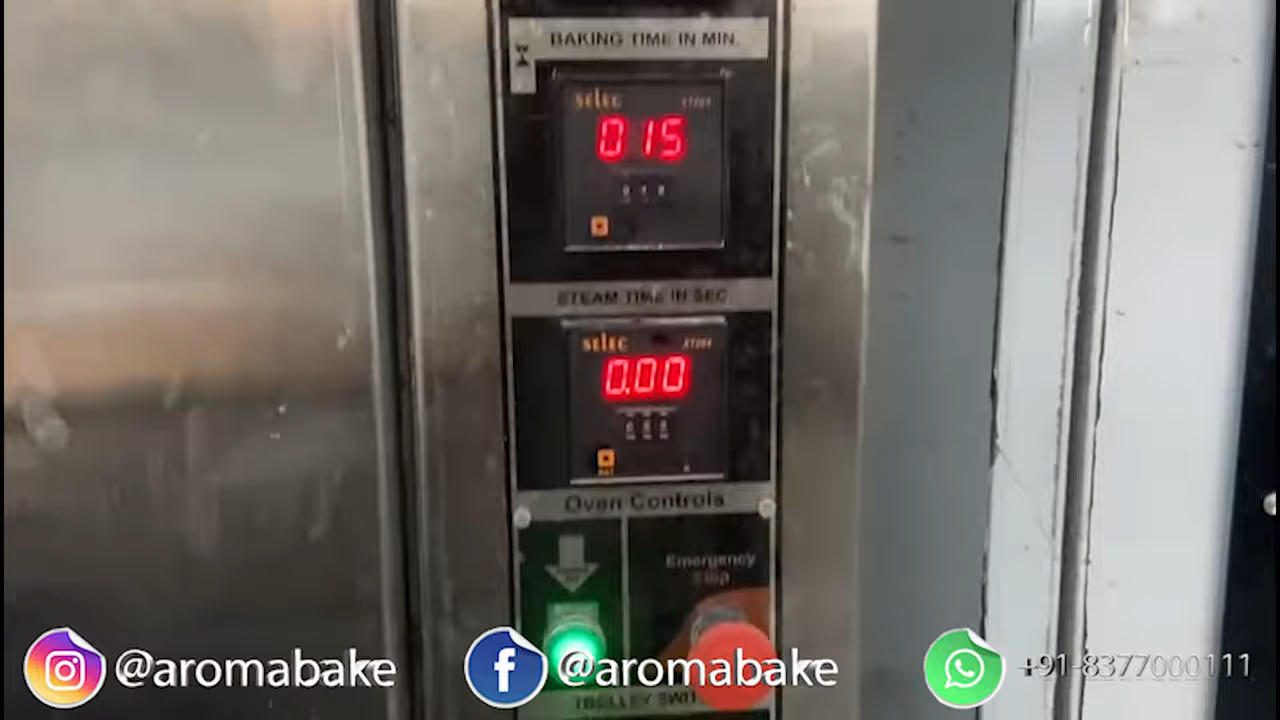 BAKING TIME IN MIN.
selec
015
STEAM TIME IN SEC
selec
0.00
Oven Controls
Emergency
Stop
@aromabake
@aromabake
+91-8377000111
TROLLEY